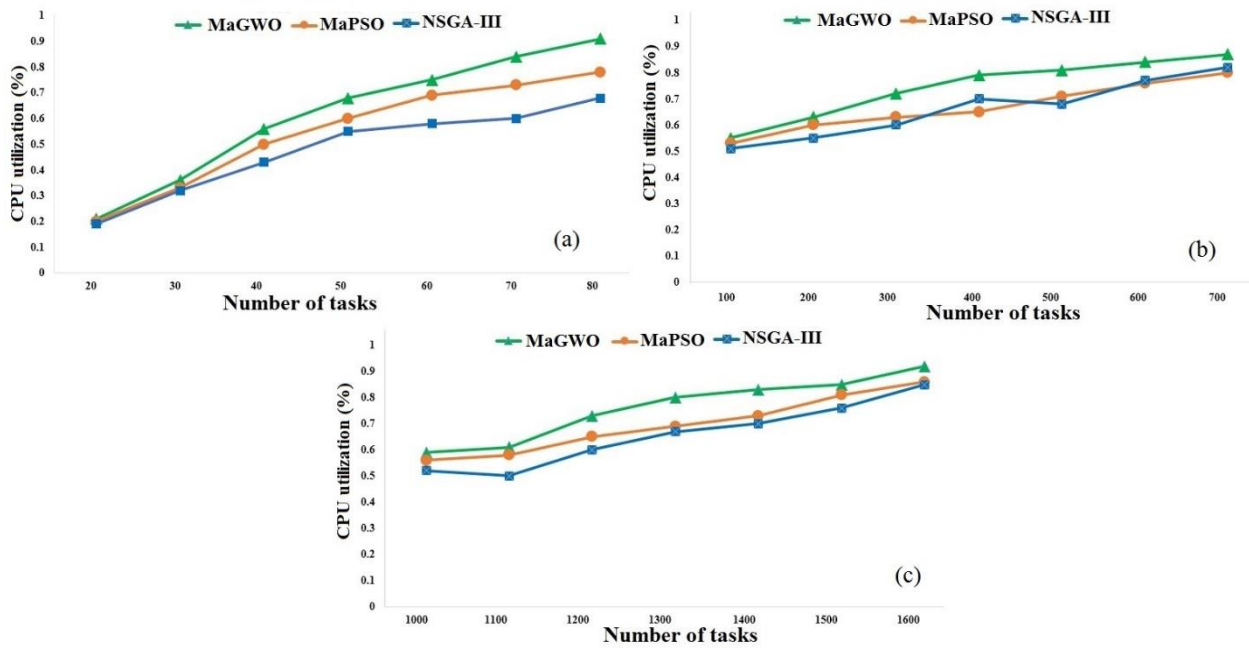 MaGWO MaPSO NSGA-III
CPU utilization (%)
1
0.9
0.8
0.7
0.6
0.5
0.4
0.3
0.2
0.1
0
20 30 40 50 60 70 80
Number of tasks
(a)
MaGWO MaPSO NSGA-III
CPU utilization (%)
1
0.9
0.8
0.7
0.6
0.5
0.4
0.3
0.2
0.1
0
100 200 300 400 500 600 700
Number of tasks
(b)
MaGWO MaPSO NSGA-III
CPU utilization (%)
1
0.9
0.8
0.7
0.6
0.5
0.4
0.3
0.2
0.1
0
1000 1100 1200 1300 1400 1500 1600
Number of tasks
(c)